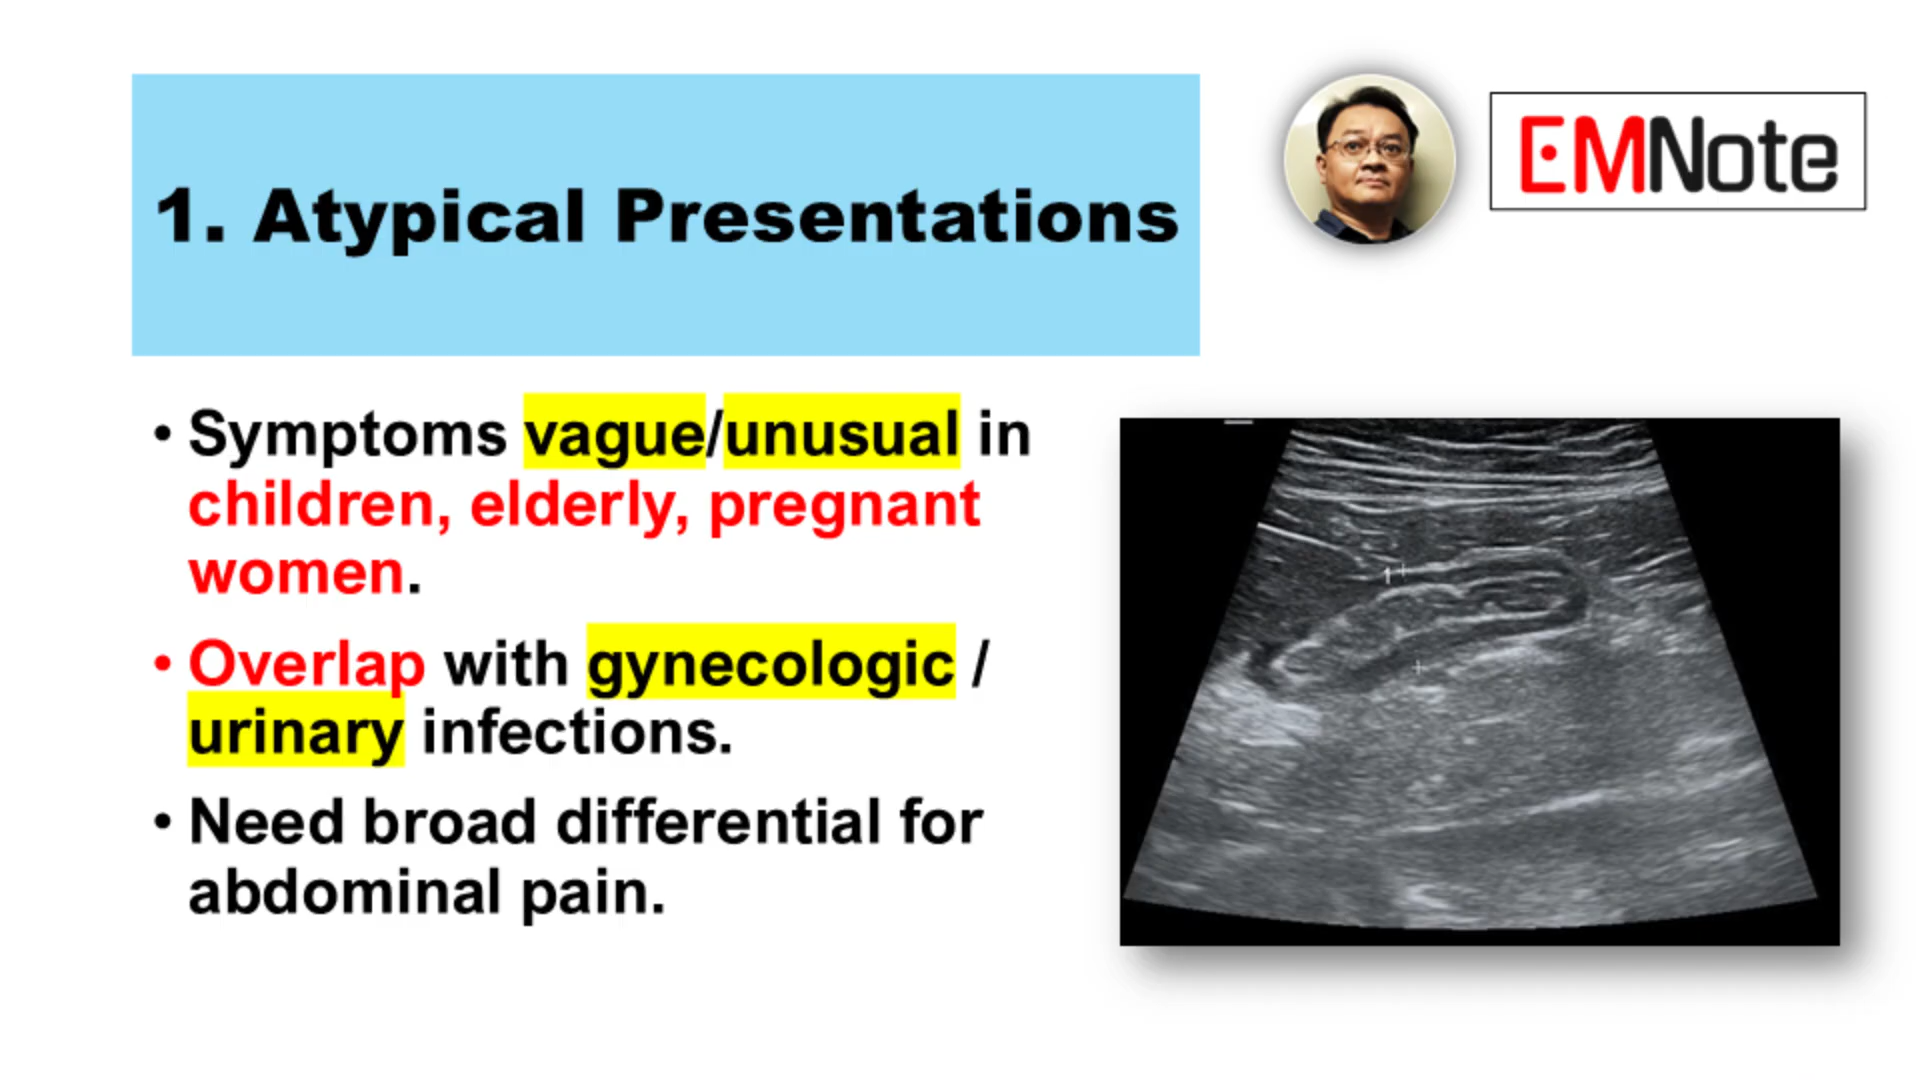 1. Atypical Presentations
EMNote
• Symptoms vague/unusual in
children, elderly, pregnant
women.
• Overlap with gynecologic /
urinary infections.
• Need broad differential for
abdominal pain.
1